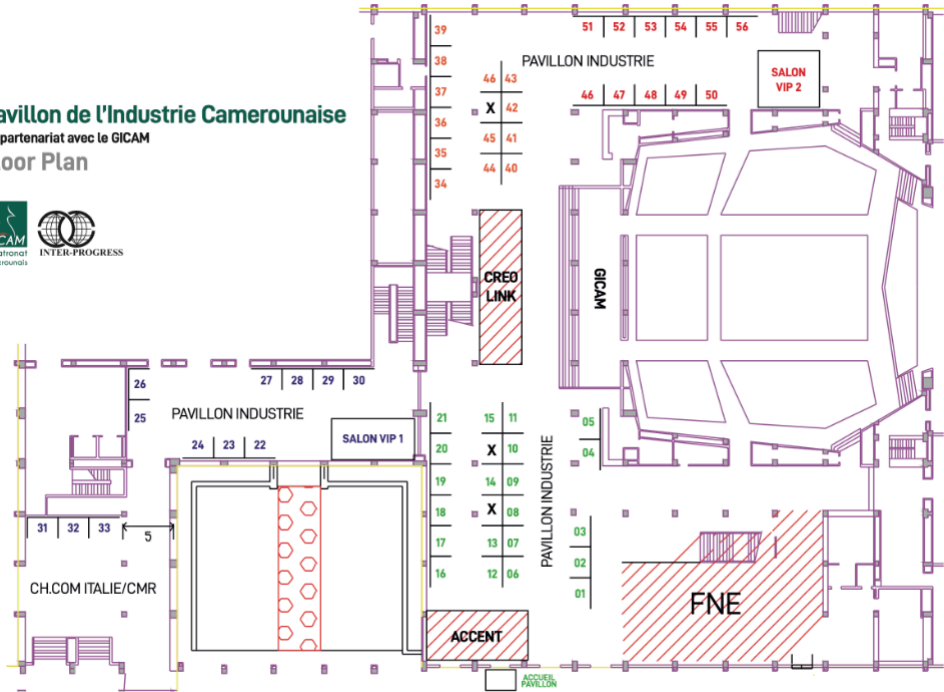 avillon de l'Industrie Camerounaise
partenariat avec le GICAM
oor Plan
CAM
atronat
erounais
INTER-PROGRESS
39
38
37
36
35
34
46 43
X 42
45 41
44 40
51 52 53 54 55 56
PAVILLON INDUSTRIE
46 47 48 49 50
SALON
VIP 2
CREO
LINK
GICAM
27 28 29 30
26
25
PAVILLON INDUSTRIE
24 23 22
SALON VIP 1
31 32 33
5
CH.COM ITALIE/CMR
21
20
19
18
17
16
15 11
X 10
14 09
X 08
13 07
12 06
PAVILLON INDUSTRIE
05
04
03
02
01
FNE
ACCENT
ACCUEIL
PAVILLON